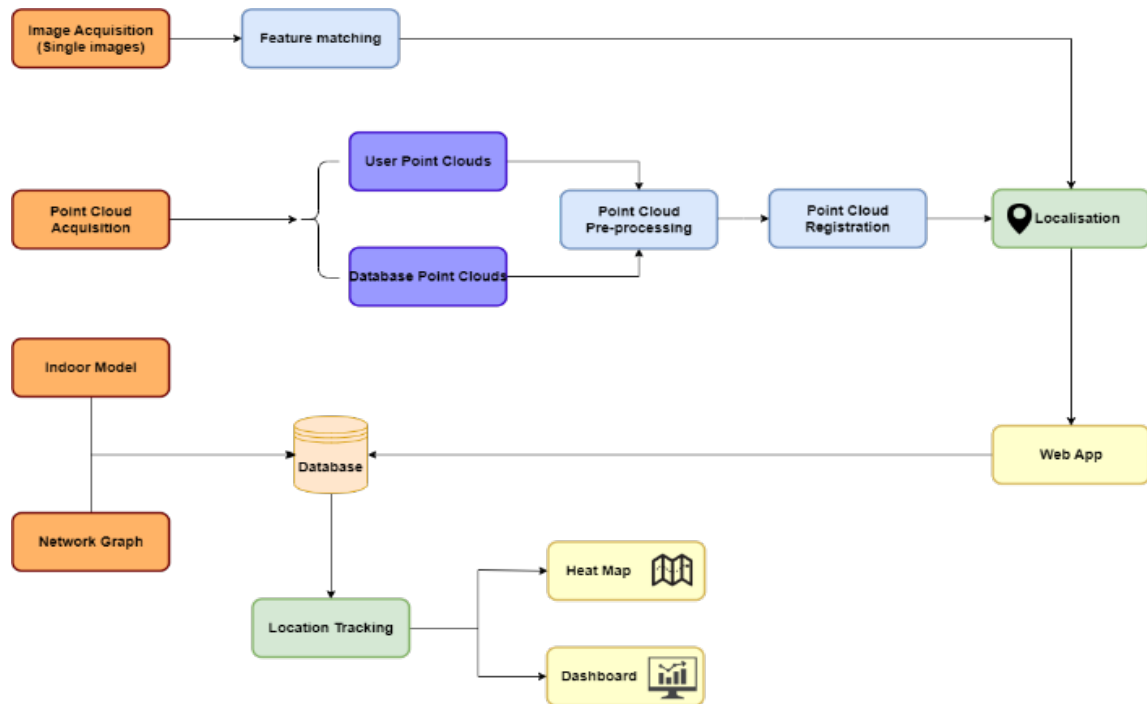 Image Acquisition
(Single images)
Feature matching
User Point Clouds
Point Cloud
Acquisition
Point Cloud
Pre-processing
Point Cloud
Registration
Localisation
Database Point Clouds
Indoor Model
Database
Web App
Network Graph
Heat Map
Location Tracking
Dashboard